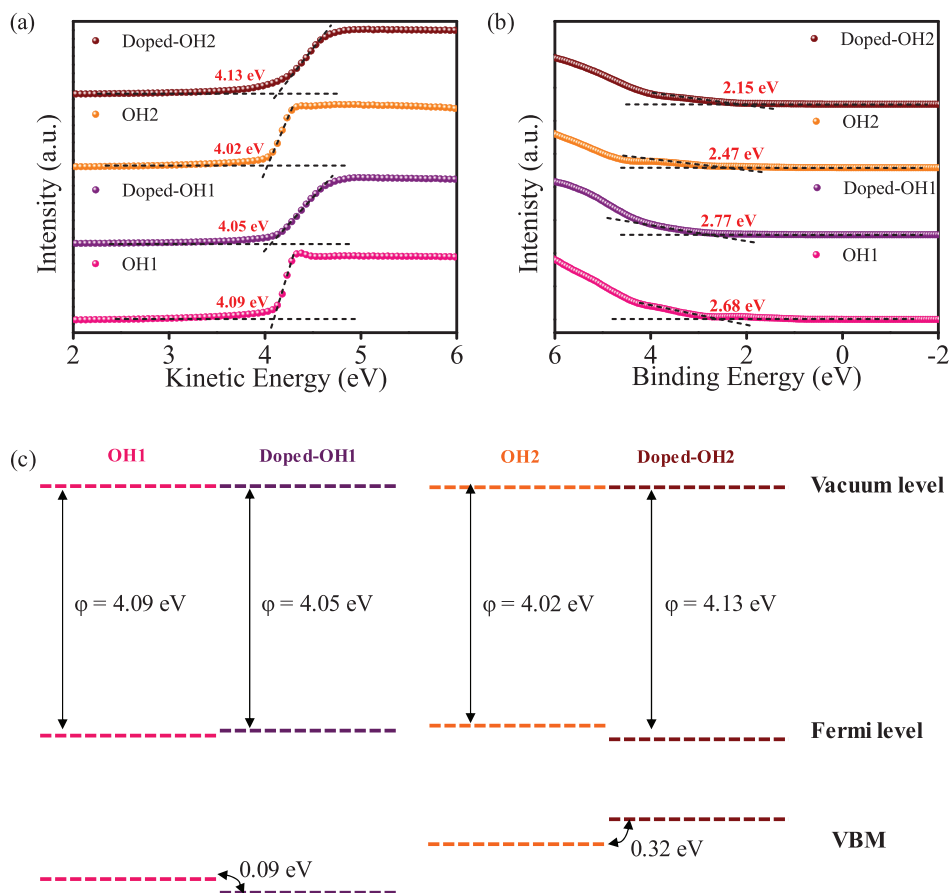 (a)
Doped-OH2
4.13 eV
OH2
4.02 eV
Doped-OH1
4.05 eV
OH1
4.09 eV
Intensity (a.u.)
2 3 4 5 6
Kinetic Energy (eV)
(b)
Doped-OH2
2.15 eV
OH2
2.47 eV
Doped-OH1
2.77 eV
OH1
2.68 eV
Intenisty (a.u.)
6 4 2 0 -2
Binding Energy (eV)
(c)
OH1 Doped-OH1 OH2 Doped-OH2
Vacuum level
φ = 4.09 eV φ = 4.05 eV φ = 4.02 eV φ = 4.13 eV
Fermi level
VBM
0.32 eV
0.09 eV